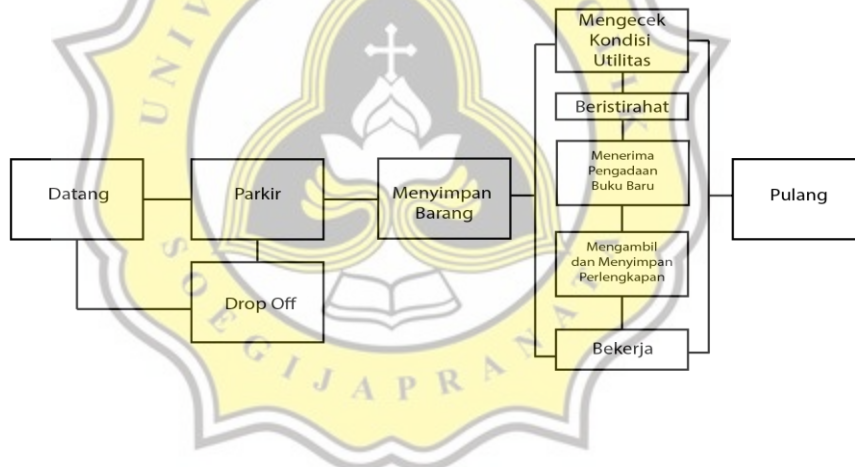 Datang
Parkir
Drop Off
Menyimpan
Barang
Mengecek
Kondisi
Utilitas
Beristirahat
Menerima
Pengadaan
Buku Baru
Mengambil
dan Menyimpan
Perlengkapan
Bekerja
Pulang
SOEGIJAPRANAT